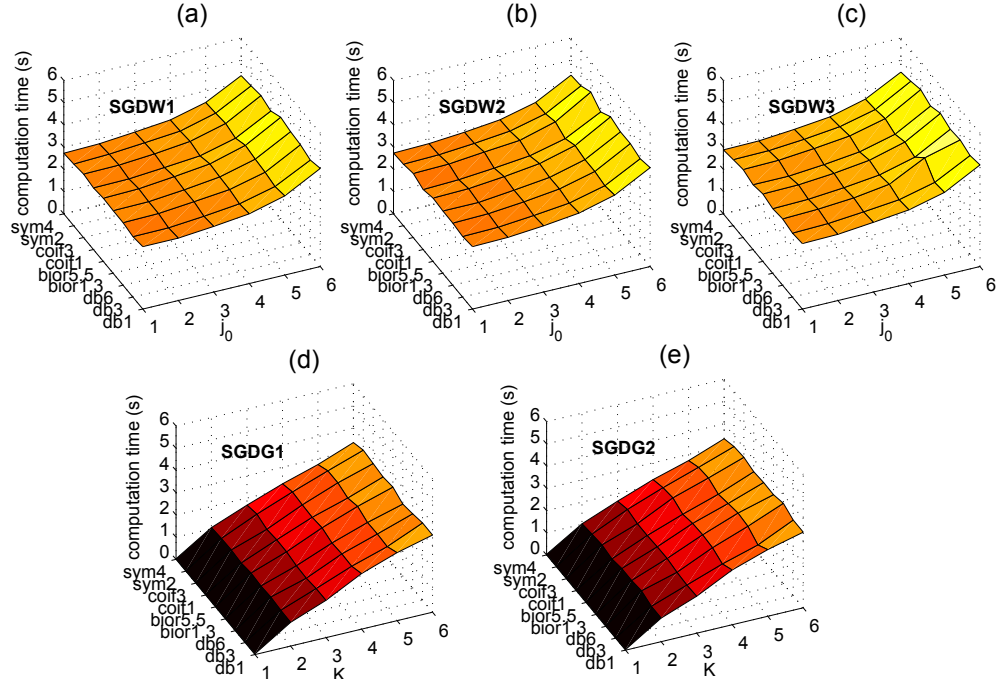 (a)
(b)
(c)
computation time (s)
6
5
4
3
2
1
0
SGDW1
sym4
sym2
coif3
coif1
bior5.5
bior1.3
db6
db3
db1
1
2
3
4
5
6
j0
computation time (s)
6
5
4
3
2
1
0
SGDW2
sym4
sym2
coif3
coif1
bior5.5
bior1.3
db6
db3
db1
1
2
3
4
5
6
j0
computation time (s)
6
5
4
3
2
1
0
SGDW3
sym4
sym2
coif3
coif1
bior5.5
bior1.3
db6
db3
db1
1
2
3
4
5
6
j0
(d)
(e)
computation time (s)
6
5
4
3
2
1
0
SGDG1
sym4
sym2
coif3
coif1
bior5.5
bior1.3
db6
db3
db1
1
2
3
4
5
6
K
computation time (s)
6
5
4
3
2
1
0
SGDG2
sym4
sym2
coif3
coif1
bior5.5
bior1.3
db6
db3
db1
1
2
3
4
5
6
K